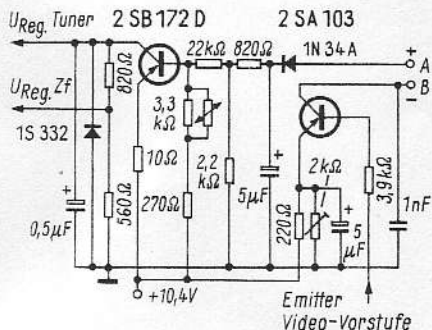 U Reg. Tuner
2 SB 172 D
2 SA 103
22kΩ
820Ω
1N 34 A
+
A
B
−
U Reg. Zf
820Ω
1S 332
3,3
kΩ
10Ω
2,2
kΩ
270Ω
560Ω
+
0,5µF
+
5µF
2kΩ
220Ω
+
5
µF
3,9kΩ
1nF
+10,4V
Emitter
Video-Vorstufe